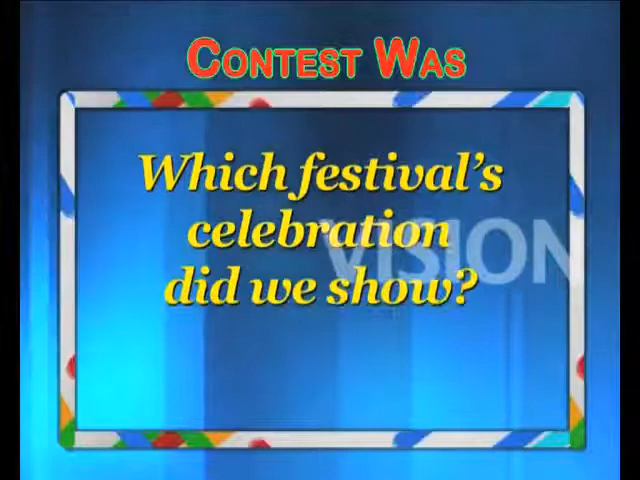 CONTEST WAS
Which festival's
celebration
VISION
did we show?